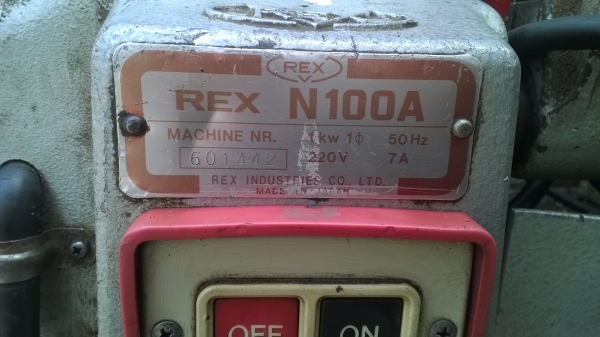 REX
REX N100A
MACHINE NR. 1kw 1ϕ 50Hz
601442 220V 7A
REX INDUSTRIES CO., LTD.
MADE IN JAPAN
OFF ON